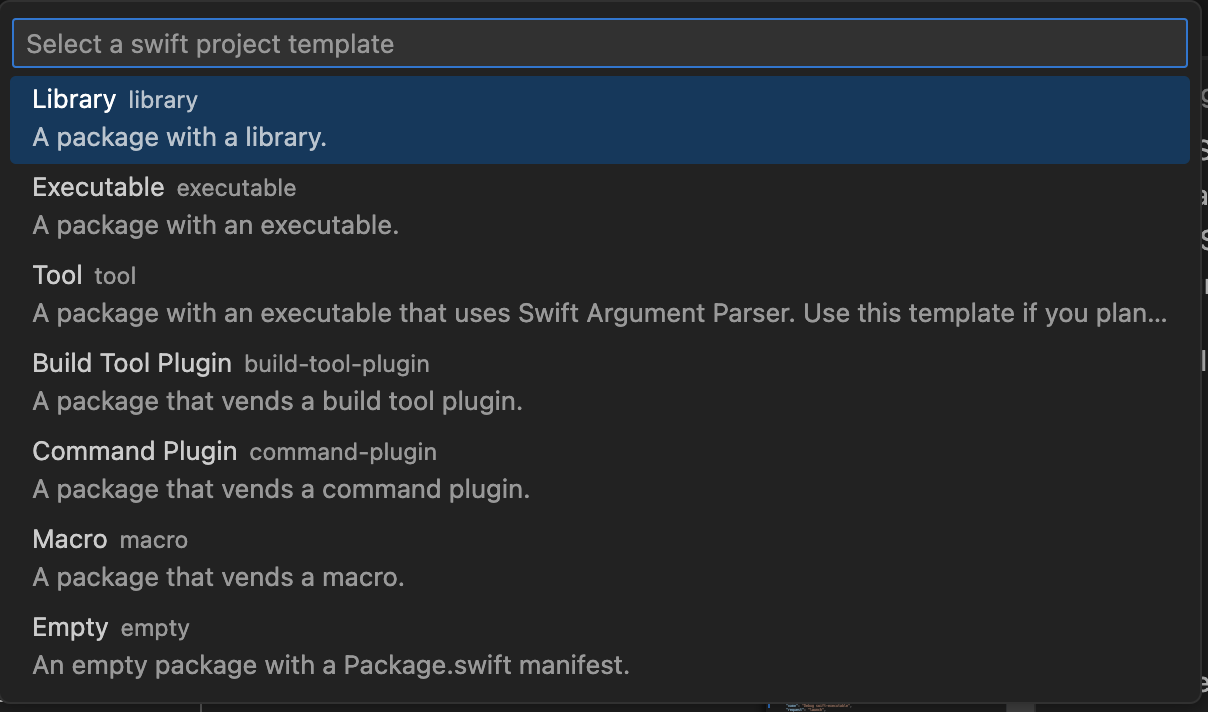 Select a swift project template
Library library
A package with a library.
Executable executable
A package with an executable.
Tool tool
A package with an executable that uses Swift Argument Parser. Use this template if you plan...
Build Tool Plugin build-tool-plugin
A package that vends a build tool plugin.
Command Plugin command-plugin
A package that vends a command plugin.
Macro macro
A package that vends a macro.
Empty empty
An empty package with a Package.swift manifest.